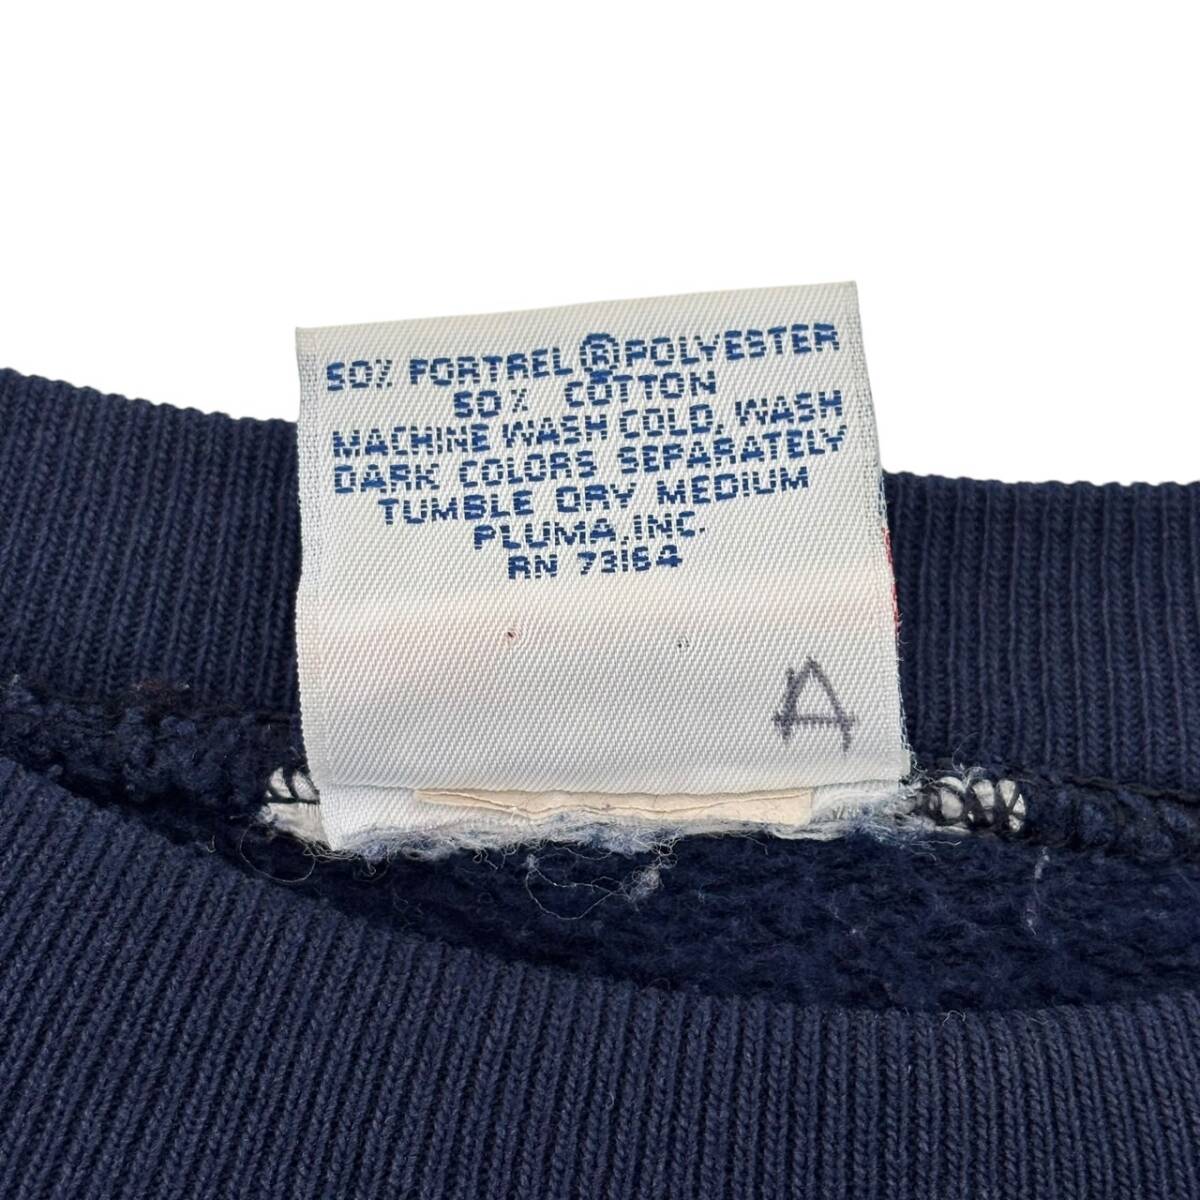 50% FORTREL ® POLYESTER
50% COTTON
MACHINE WASH COLD, WASH
DARK COLORS SEPARATELY
TUMBLE DRY MEDIUM
PLUMA, INC.
RN 73164
A